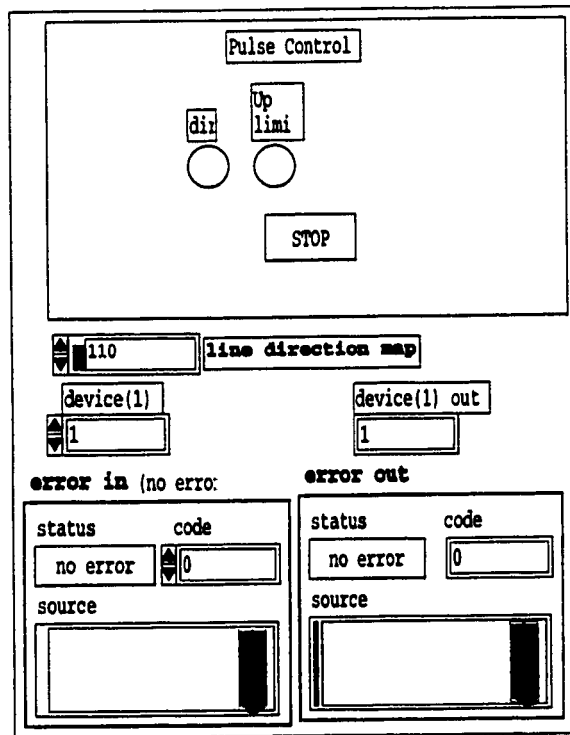 Pulse Control
Up
dir limi
STOP
110 line direction map
device(1) device(1) out
1 1
error in (no erro: error out
status code status code
no error 0 no error 0
source source